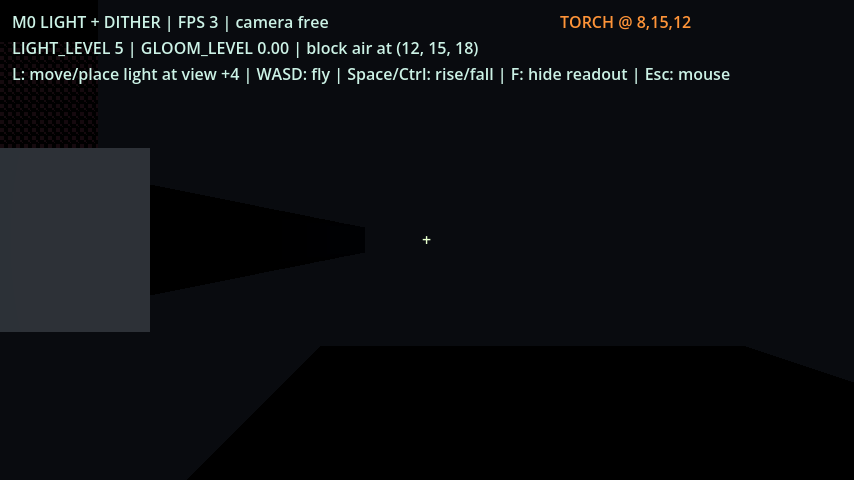 M0 LIGHT + DITHER | FPS 3 | camera free
TORCH @ 8,15,12
LIGHT_LEVEL 5 | GLOOM_LEVEL 0.00 | block air at (12, 15, 18)
L: move/place light at view +4 | WASD: fly | Space/Ctrl: rise/fall | F: hide readout | Esc: mouse
+